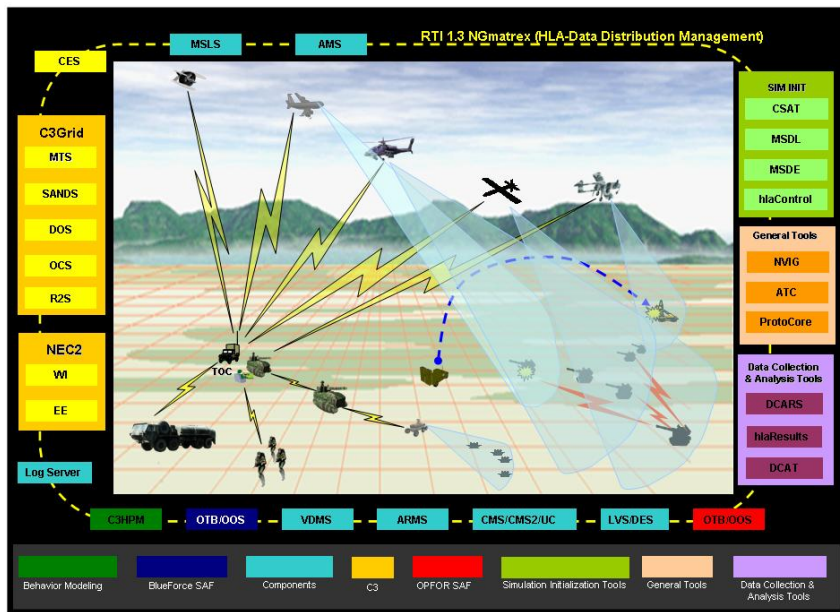 RTI 1.3 NGmatrex (HLA-Data Distribution Management)
MSLS
AMS
CES
C3Grid
MTS
SANDS
DOS
OCS
R2S
NEC2
WI
EE
Log Server
TOC
SIM INIT
CSAT
MSDL
MSDE
hlaControl
General Tools
NVIG
ATC
ProtoCore
Data Collection
& Analysis Tools
DCARS
hlaResults
DCAT
C3HPM
OTB/OOS
VDMS
ARMS
CMS/CMS2/UC
LVS/DES
OTB/OOS
Behavior Modeling
BlueForce SAF
Components
C3
OPFOR SAF
Simulation Initialization Tools
General Tools
Data Collection &
Analysis Tools